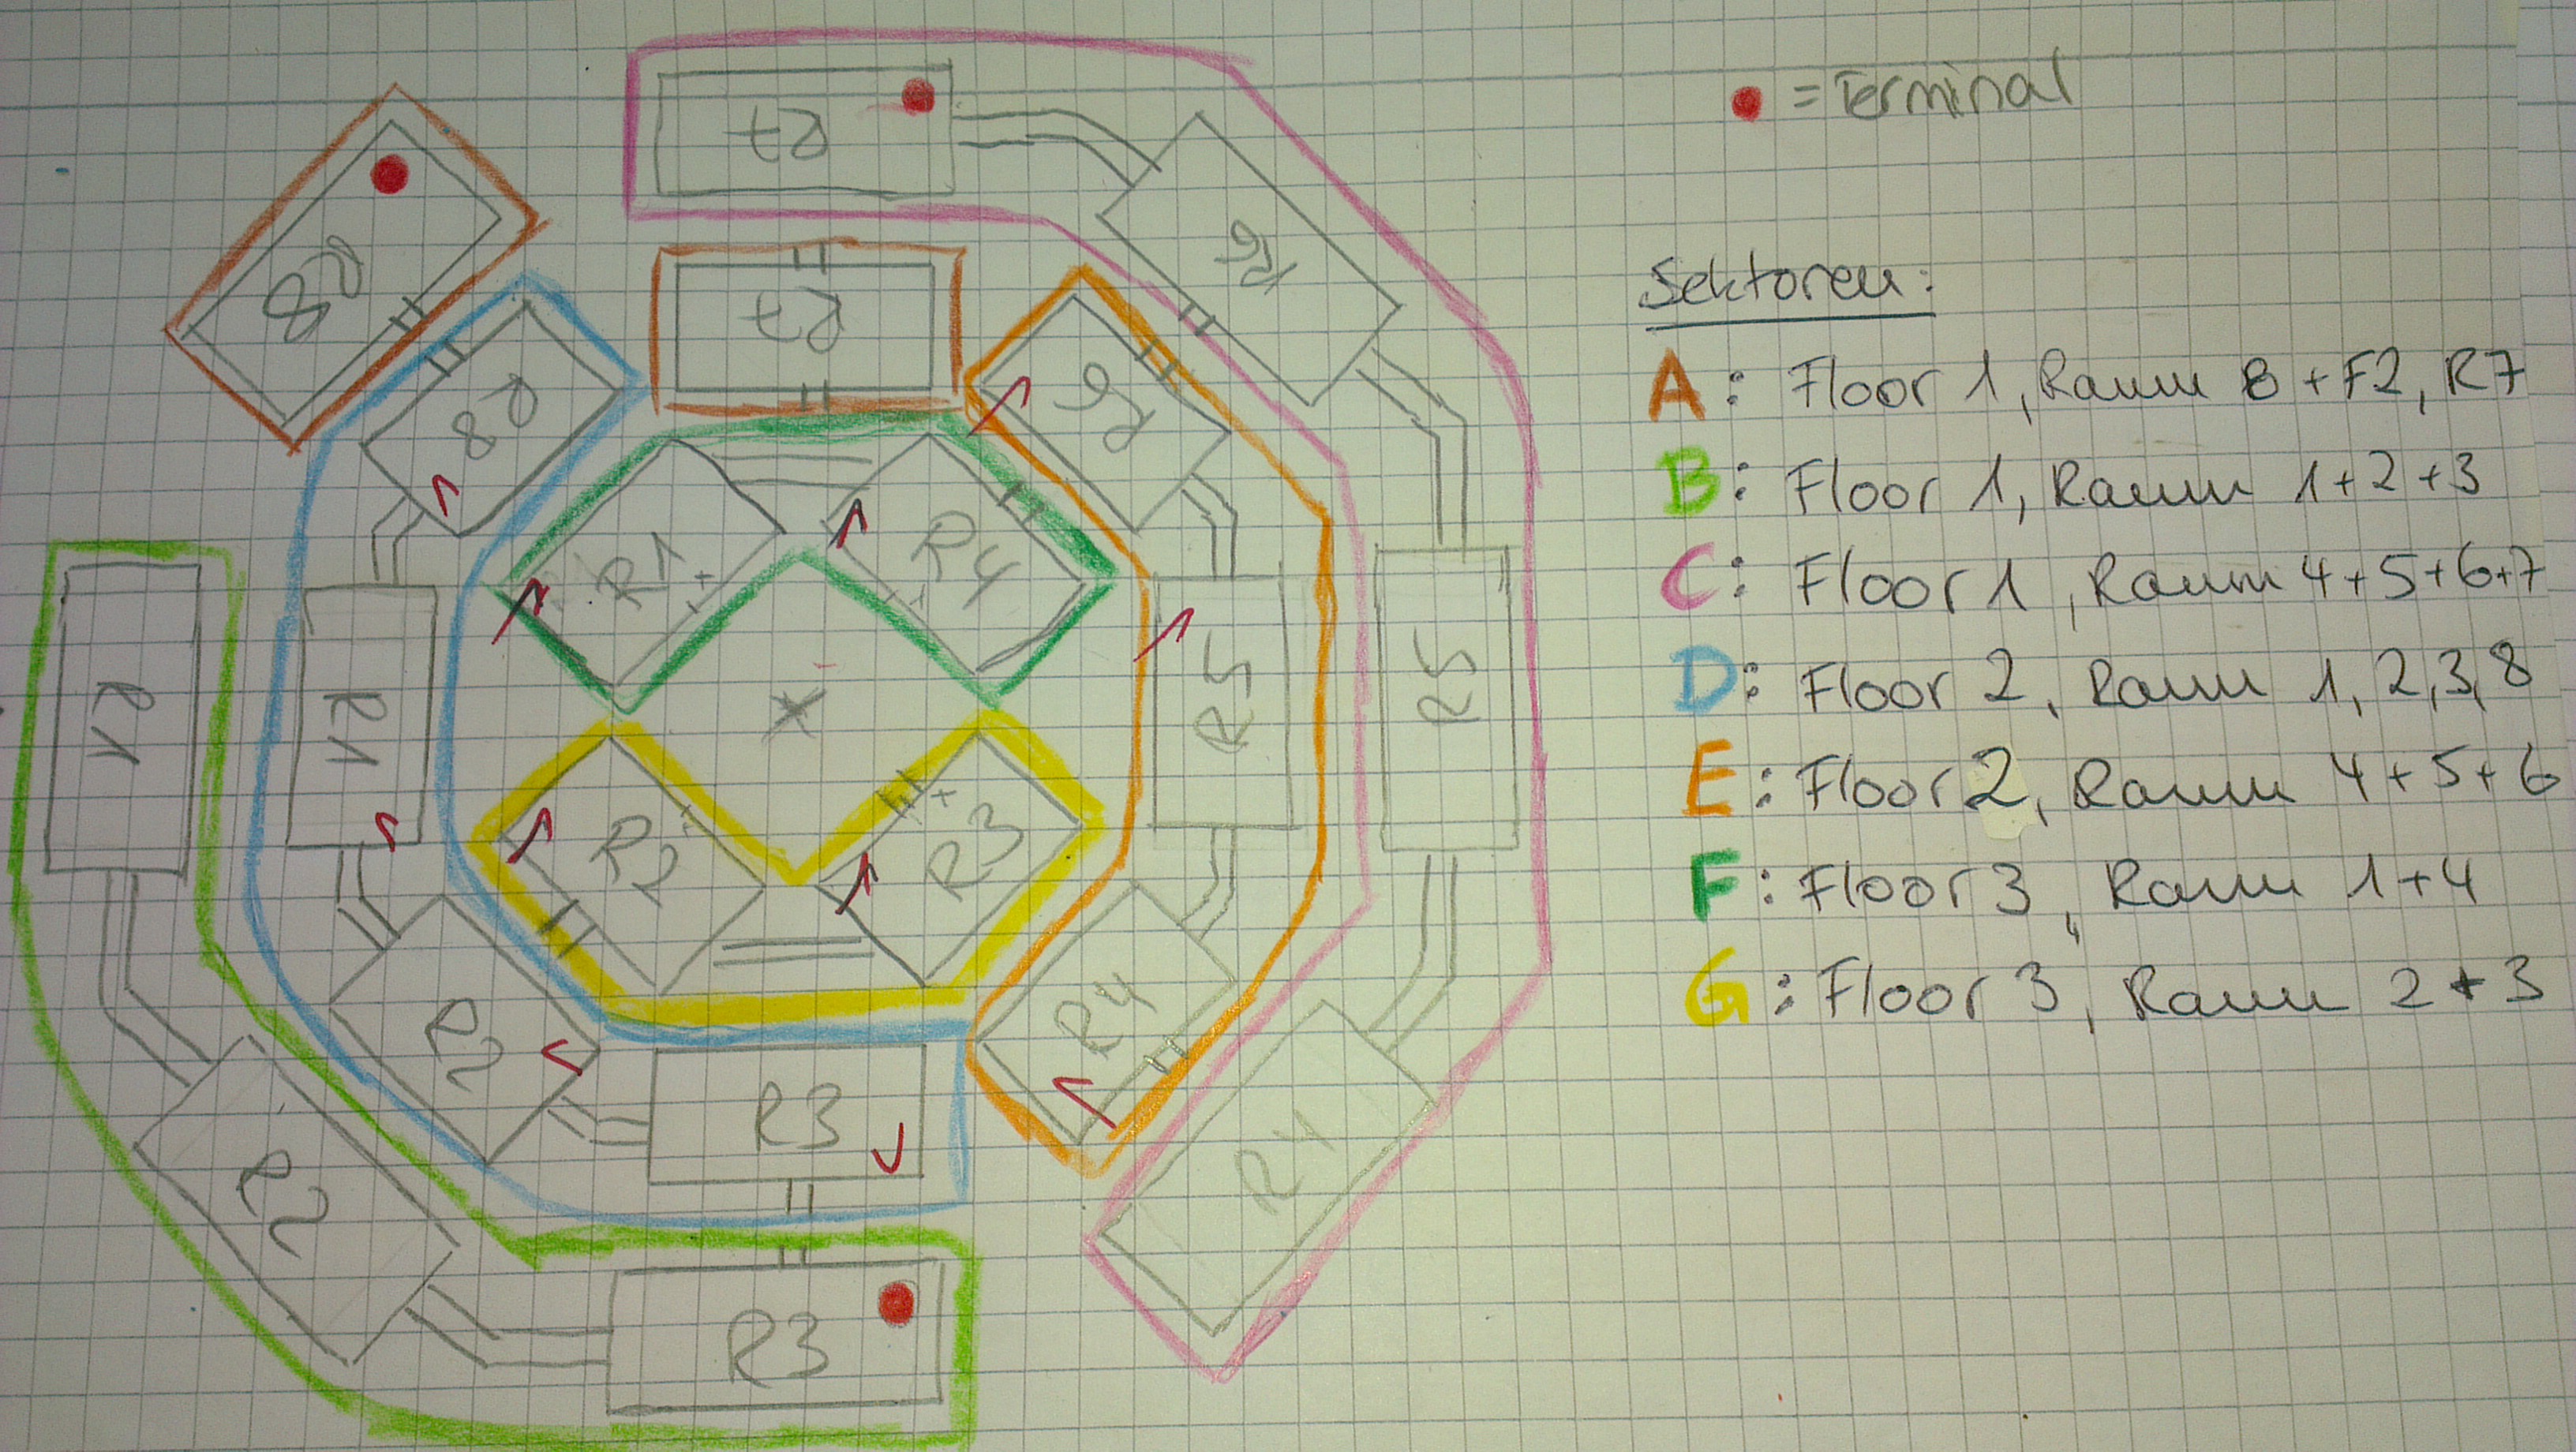 = Terminal
Sektoren:
A: Floor 1, Raum 8 + F2, R7
B: Floor 1, Raum 1+2+3
C: Floor 1, Raum 4+5+6+7
D: Floor 2, Raum 1, 2, 3, 8
E: Floor 2, Raum 4+5+6
F: Floor 3, Raum 1+4
G: Floor 3, Raum 2+3
R7
R6
R8
R7
R6
R8
R1
R4
R1
R1
X
R5
R5
R2
R3
R2
R4
R3
R2
R4
R3